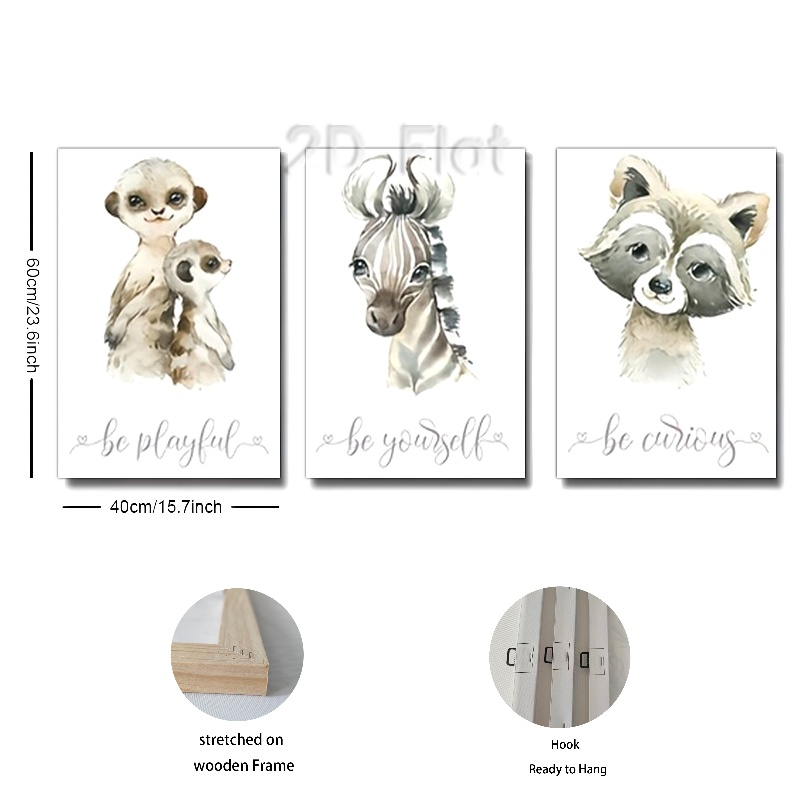 2D Flat
60cm/23.6inch
be playful
be yourself
be curious
40cm/15.7inch
stretched on
wooden Frame
Hook
Ready to Hang